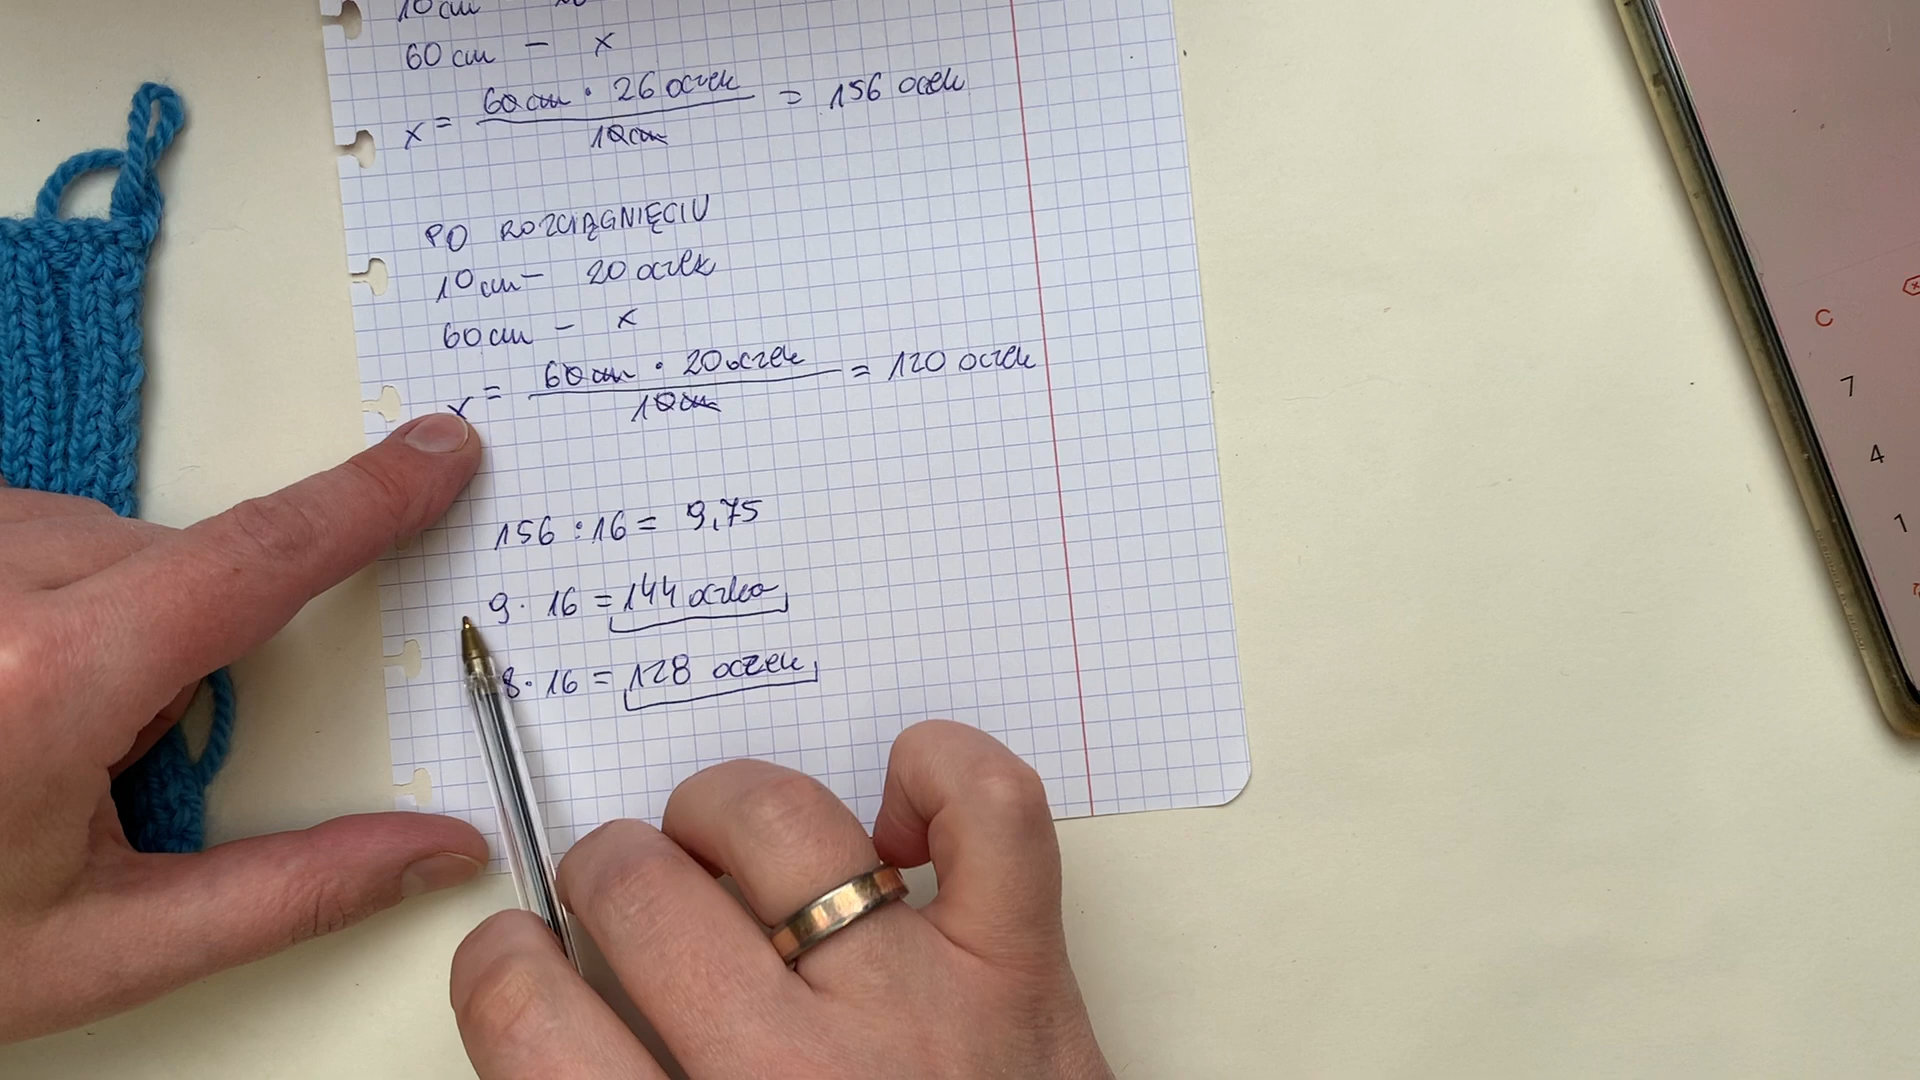 10 cm
60 cm - x
x = 60 cm · 26 oczek / 10 cm = 156 oczek
PO ROZCIĄGNIĘCIU
10 cm - 20 oczek
60 cm - x
x = 60 cm · 20 oczek / 10 cm = 120 oczek
156 : 16 = 9,75
9 · 16 = 144 oczka
8 · 16 = 128 oczek
C
7
4
1